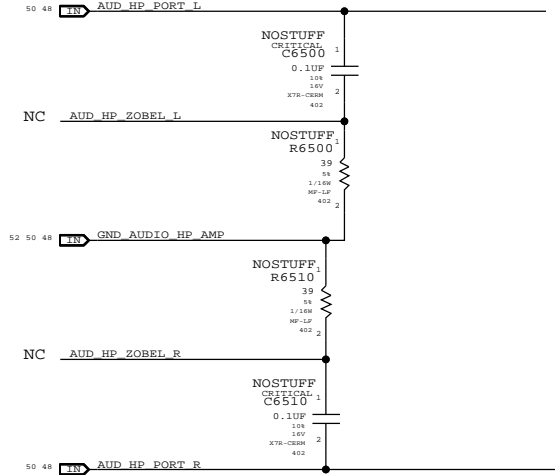 50 48 IN AUD_HP_PORT_L
NOSTUFF
CRITICAL
C6500
1
0.1UF
10%
16V
X7R-CERM
402
2
NC AUD_HP_ZOBEL_L
NOSTUFF
R6500
1
39
5%
1/16W
MF-LF
402
2
52 50 48 IN GND_AUDIO_HP_AMP
NOSTUFF
R6510
1
39
5%
1/16W
MF-LF
402
2
NC AUD_HP_ZOBEL_R
NOSTUFF
CRITICAL
C6510
1
0.1UF
10%
16V
X7R-CERM
402
2
50 48 IN AUD_HP_PORT_R